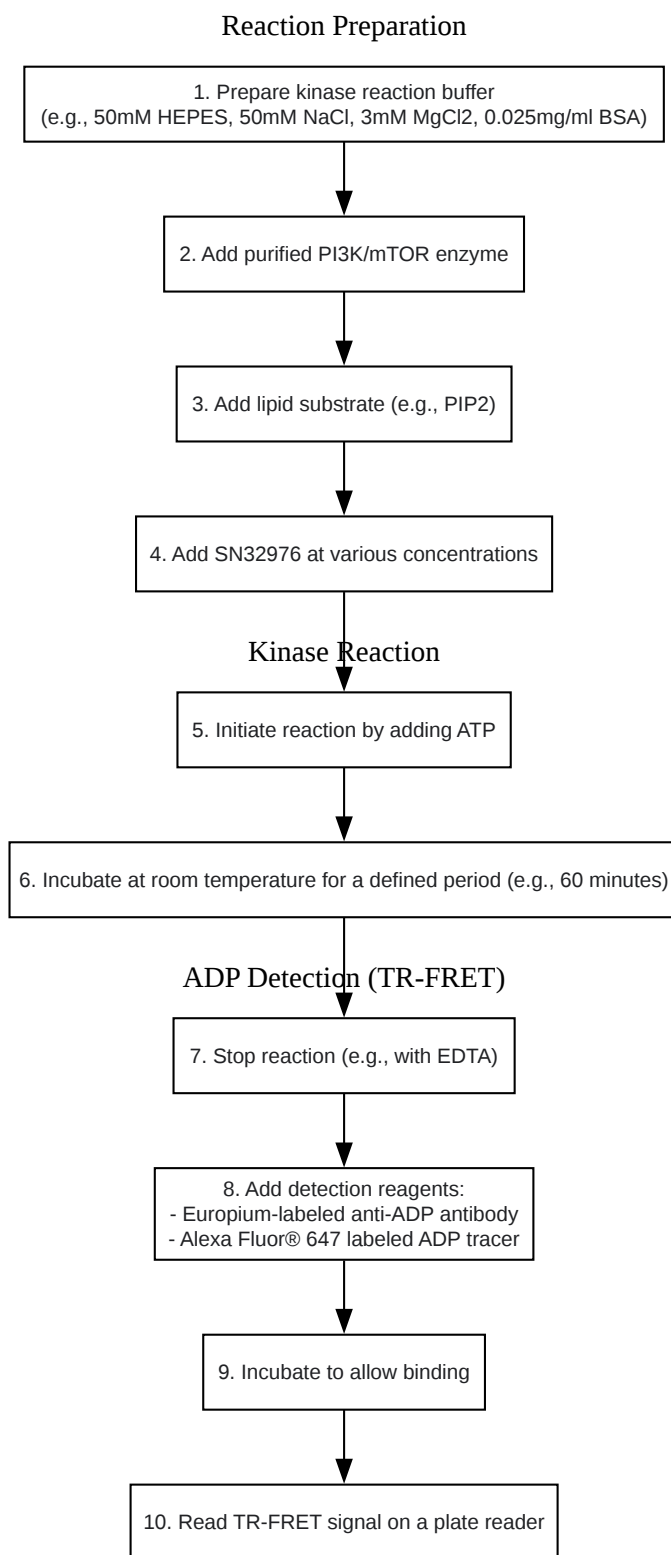 Reaction Preparation
1. Prepare kinase reaction buffer
(e.g., 50mM HEPES, 50mM NaCl, 3mM MgCl2, 0.025mg/ml BSA)
2. Add purified PI3K/mTOR enzyme
3. Add lipid substrate (e.g., PIP2)
4. Add SN32976 at various concentrations
Kinase Reaction
5. Initiate reaction by adding ATP
6. Incubate at room temperature for a defined period (e.g., 60 minutes)
ADP Detection (TR-FRET)
7. Stop reaction (e.g., with EDTA)
8. Add detection reagents:
- Europium-labeled anti-ADP antibody
- Alexa Fluor® 647 labeled ADP tracer
9. Incubate to allow binding
10. Read TR-FRET signal on a plate reader